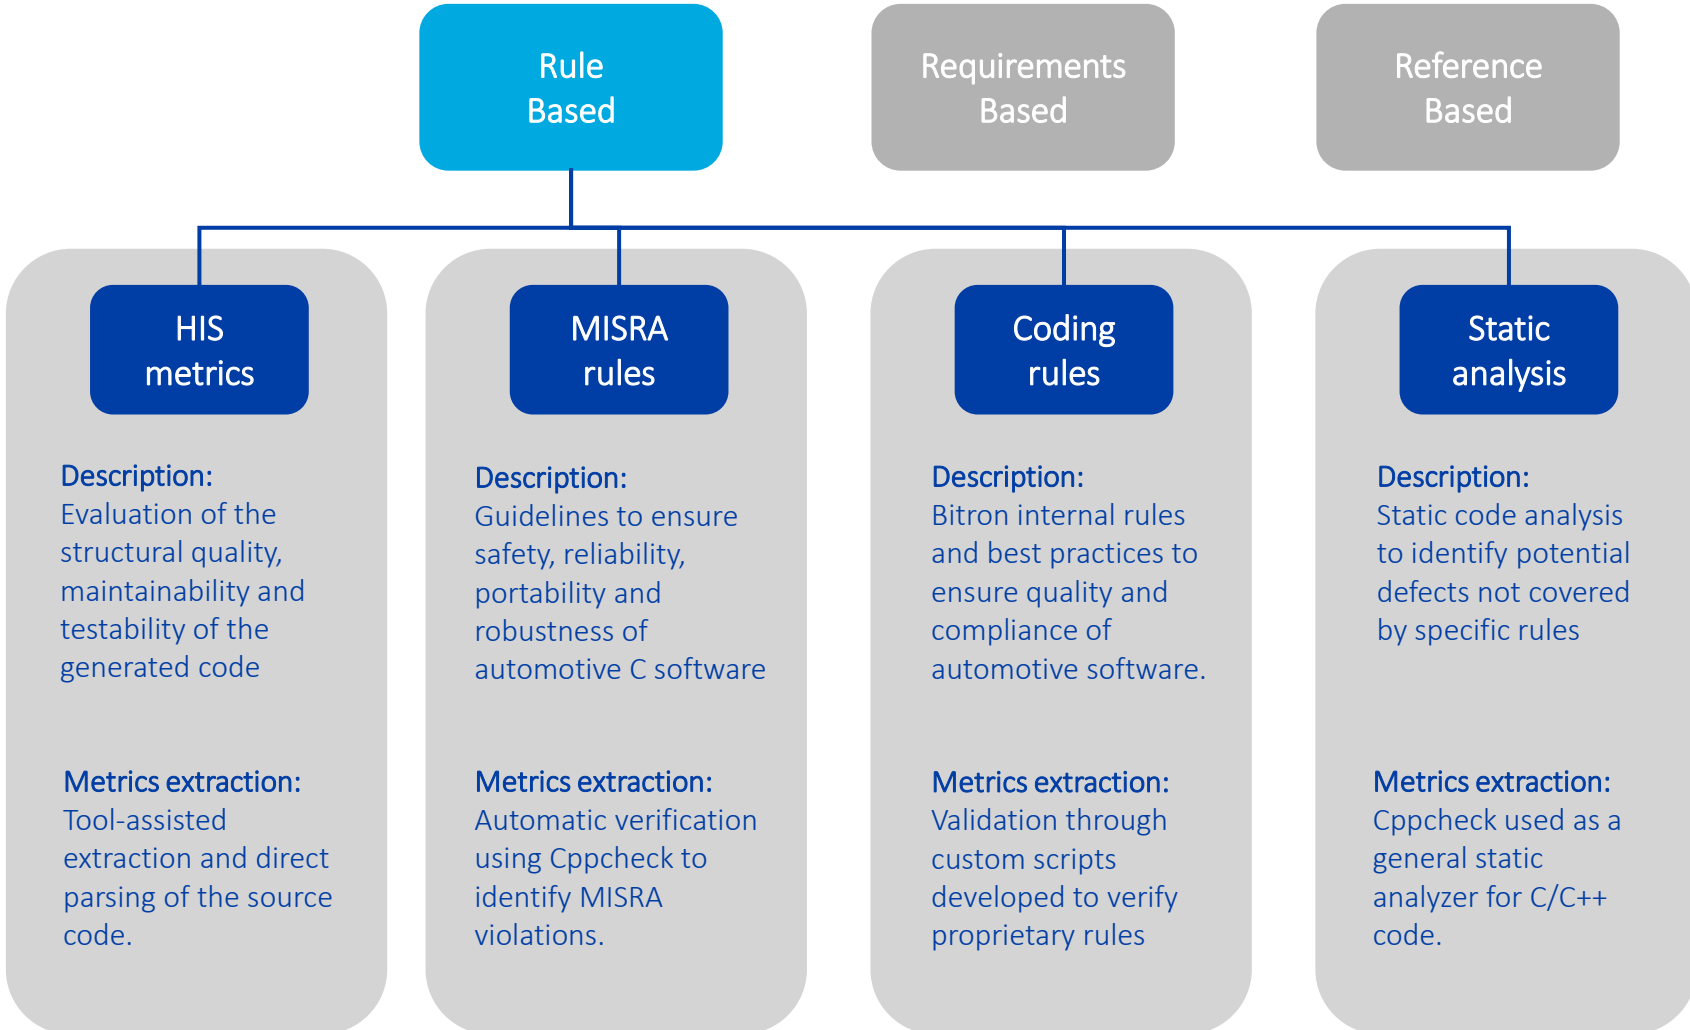 Rule
Based
Requirements
Based
Reference
Based
HIS
metrics
Description:
Evaluation of the
structural quality,
maintainability and
testability of the
generated code
Metrics extraction:
Tool-assisted
extraction and direct
parsing of the source
code.
MISRA
rules
Description:
Guidelines to ensure
safety, reliability,
portability and
robustness of
automotive C software
Metrics extraction:
Automatic verification
using Cppcheck to
identify MISRA
violations.
Coding
rules
Description:
Bitron internal rules
and best practices to
ensure quality and
compliance of
automotive software.
Metrics extraction:
Validation through
custom scripts
developed to verify
proprietary rules
Static
analysis
Description:
Static code analysis
to identify potential
defects not covered
by specific rules
Metrics extraction:
Cppcheck used as a
general static
analyzer for C/C++
code.